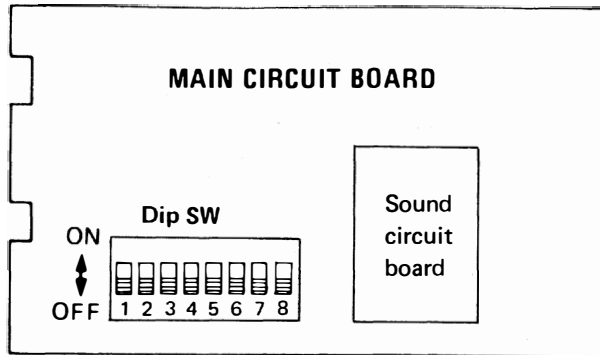 MAIN CIRCUIT BOARD
Dip SW
ON
OFF
1 2 3 4 5 6 7 8
Sound
circuit
board